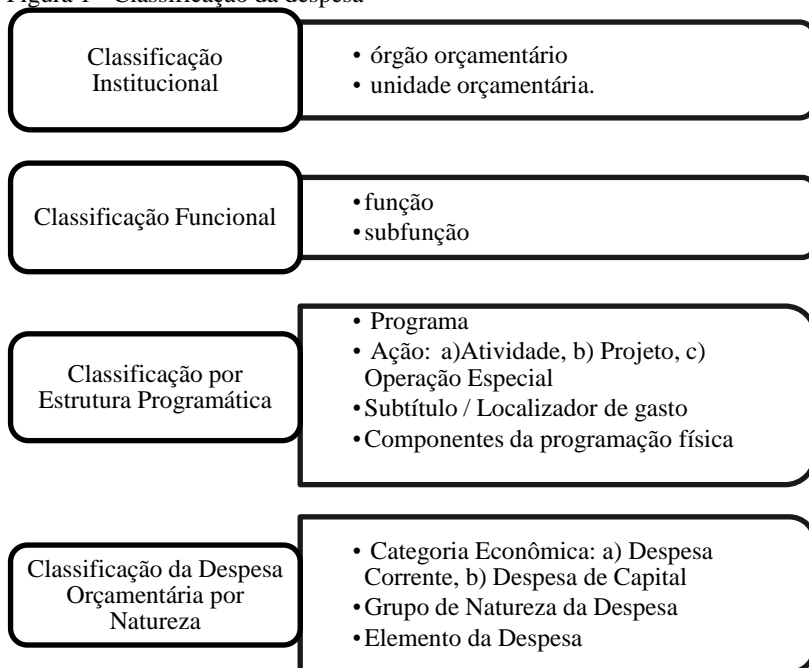 Figura 1 - Classificação da despesa
Classificação
Institucional
• órgão orçamentário
• unidade orçamentária.
Classificação Funcional
•função
•subfunção
Classificação por
Estrutura Programática
• Programa
• Ação: a)Atividade, b) Projeto, c)
Operação Especial
•Subtítulo / Localizador de gasto
•Componentes da programação física
Classificação da Despesa
Orçamentária por
Natureza
• Categoria Econômica: a) Despesa
Corrente, b) Despesa de Capital
•Grupo de Natureza da Despesa
•Elemento da Despesa